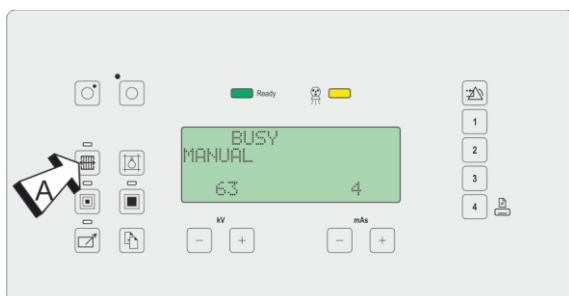 Ready
1
BUSY
MANUAL
2
A
63 4
3
4
kV mAs
- + - +